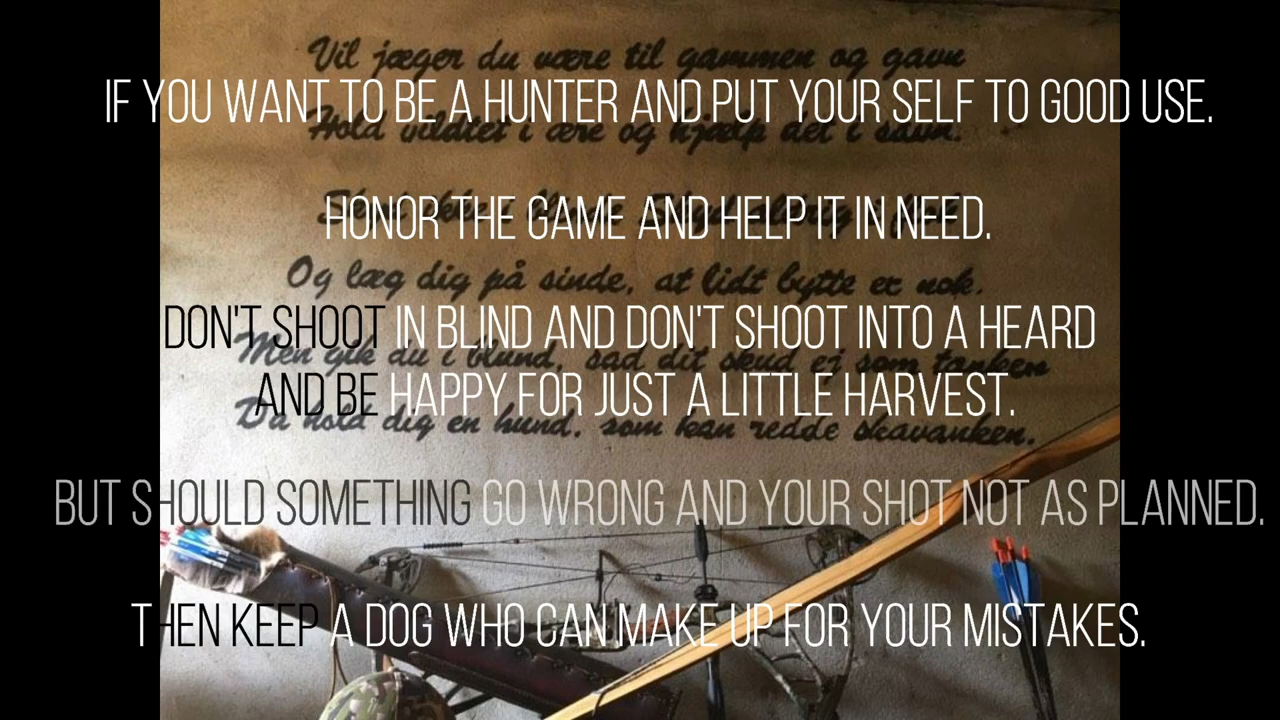 Vil jæger du være til gammen og gavn
IF YOU WANT TO BE A HUNTER AND PUT YOUR SELF TO GOOD USE.
Hold vildtet i ære og hjælp det i savn.
HONOR THE GAME AND HELP IT IN NEED.
Og læg dig på sinde, at lidt bytte er nok.
DON'T SHOOT IN BLIND AND DON'T SHOOT INTO A HEARD
Men gik du i blund, sad dit skud ej som tanken
AND BE HAPPY FOR JUST A LITTLE HARVEST.
Da hold dig en hund, som kan redde skavanken.
BUT SHOULD SOMETHING GO WRONG AND YOUR SHOT NOT AS PLANNED.
THEN KEEP A DOG WHO CAN MAKE UP FOR YOUR MISTAKES.